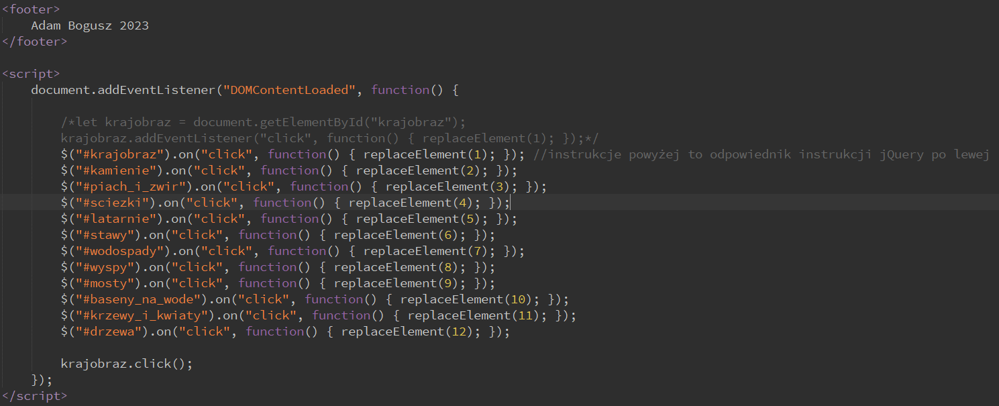 <footer>
    Adam Bogusz 2023
</footer>

<script>
    document.addEventListener("DOMContentLoaded", function() {

        /*let krajobraz = document.getElementById("krajobraz");
        krajobraz.addEventListener("click", function() { replaceElement(1); });*/
        $("#krajobraz").on("click", function() { replaceElement(1); }); //instrukcje powyżej to odpowiednik instrukcji jQuery po lewej
        $("#kamienie").on("click", function() { replaceElement(2); });
        $("#piach_i_zwir").on("click", function() { replaceElement(3); });
        $("#sciezki").on("click", function() { replaceElement(4); });
        $("#latarnie").on("click", function() { replaceElement(5); });
        $("#stawy").on("click", function() { replaceElement(6); });
        $("#wodospady").on("click", function() { replaceElement(7); });
        $("#wyspy").on("click", function() { replaceElement(8); });
        $("#mosty").on("click", function() { replaceElement(9); });
        $("#baseny_na_wode").on("click", function() { replaceElement(10); });
        $("#krzewy_i_kwiaty").on("click", function() { replaceElement(11); });
        $("#drzewa").on("click", function() { replaceElement(12); });

        krajobraz.click();
    });
</script>